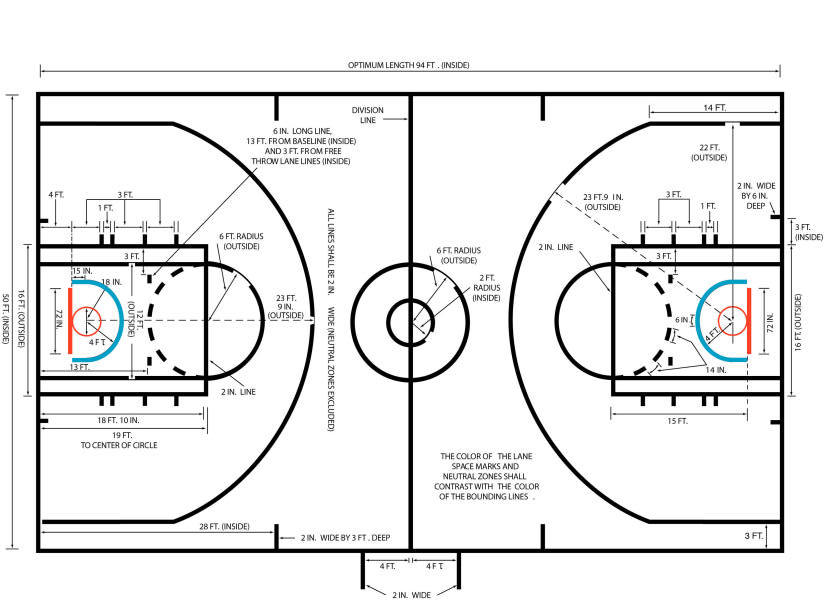 OPTIMUM LENGTH 94 FT . (INSIDE)
DIVISION
LINE
14 FT.
6 IN. LONG LINE,
13 FT. FROM BASELINE (INSIDE)
AND 3 FT. FROM FREE
THROW LANE LINES (INSIDE)
22 FT.
(OUTSIDE)
4 FT.
3 FT.
1 FT.
23 FT.9 IN.
(OUTSIDE)
3 FT.
1 FT.
2 IN. WIDE
BY 6 IN.
DEEP
3 FT.
(INSIDE)
6 FT. RADIUS
(OUTSIDE)
ALL LINES SHALL BE 2 IN. WIDE (NEUTRAL ZONES EXCLUDED)
6 FT. RADIUS
(OUTSIDE)
2 IN. LINE
3 FT.
3 FT.
15 IN.
18 IN.
2 FT.
RADIUS
(INSIDE)
50 FT. (INSIDE)
16 FT. (OUTSIDE)
72 IN.
4 FT.
12 FT.
(OUTSIDE)
23 FT.
9 IN.
(OUTSIDE)
6 IN.
4 FT.
72 IN.
16 FT. (OUTSIDE)
13 FT.
14 IN.
2 IN. LINE
18 FT. 10 IN.
19 FT.
TO CENTER OF CIRCLE
15 FT.
THE COLOR OF THE LANE
SPACE MARKS AND
NEUTRAL ZONES SHALL
CONTRAST WITH THE COLOR
OF THE BOUNDING LINES .
28 FT. (INSIDE)
2 IN. WIDE BY 3 FT . DEEP
3 FT.
4 FT.
4 F T.
2 IN. WIDE